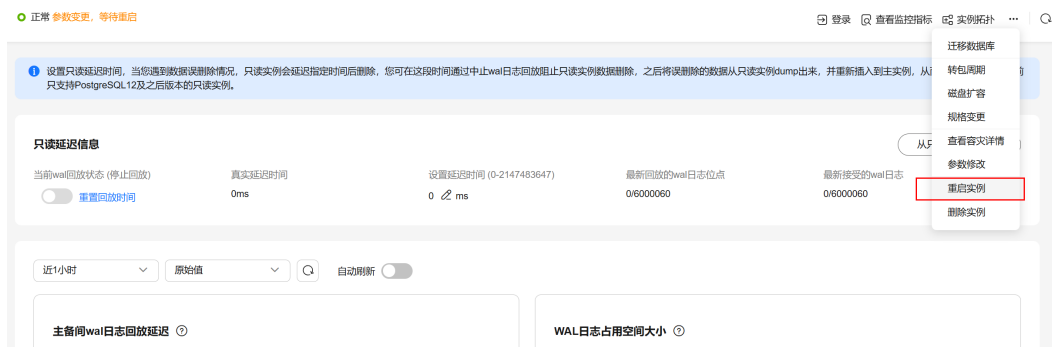 正常 参数变更，等待重启
登录 查看监控指标 实例拓扑 ···
迁移数据库
转包周期
磁盘扩容
规格变更
查看容灾详情
参数修改
重启实例
删除实例
设置只读延迟时间，当您遇到数据误删除情况，只读实例会延迟指定时间后删除，您可在这段时间通过中止wal日志回放阻止只读实例数据删除，之后将误删除的数据从只读实例dump出来，并重新插入到主实例，从
只支持PostgreSQL12及之后版本的只读实例。
只读延迟信息
当前wal回放状态 (停止回放) 真实延迟时间 设置延迟时间 (0-2147483647) 最新回放的wal日志位点 最新接受的wal日志
重置回放时间 0ms 0 ms 0/6000060 0/6000060
近1小时 原始值 自动刷新
主备间wal日志回放延迟 WAL日志占用空间大小